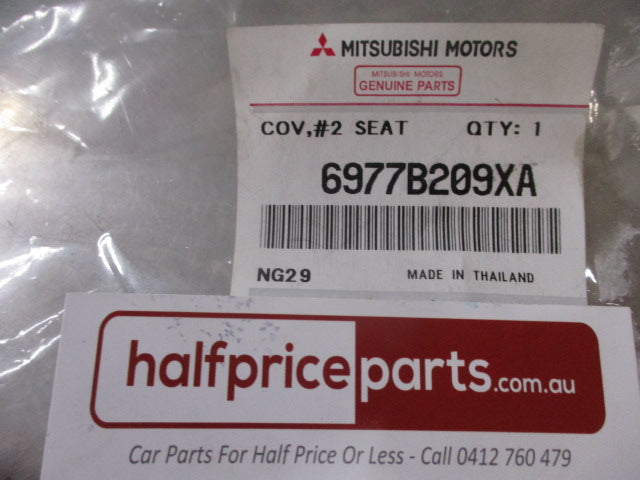 MITSUBISHI MOTORS
MITSUBISHI MOTORS
GENUINE PARTS
COV,#2 SEAT QTY: 1
6977B209XA
NG29 MADE IN THAILAND
halfpriceparts.com.au
Car Parts For Half Price Or Less - Call 0412 760 479